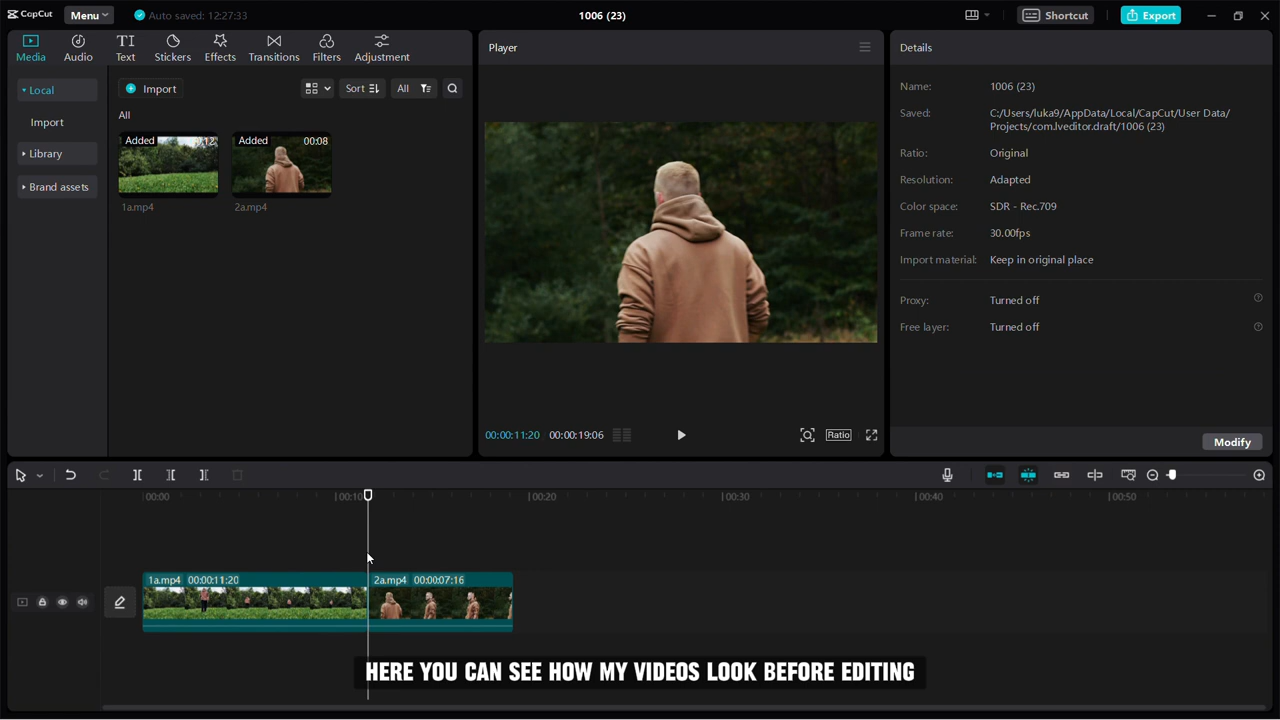 CapCut
Menu
Auto saved: 12:27:33
1006 (23)
Shortcut
Export
Media
Audio
Text
Stickers
Effects
Transitions
Filters
Adjustment
Local
Import
Library
Brand assets
Import
Sort
All
All
Added
Added 00:08
1a.mp4
2a.mp4
Player
00:00:11:20 00:00:19:06
Ratio
Details
Name: 1006 (23)
Saved: C:/Users/luka9/AppData/Local/CapCut/User Data/
Projects/com.lveditor.draft/1006 (23)
Ratio: Original
Resolution: Adapted
Color space: SDR - Rec.709
Frame rate: 30.00fps
Import material: Keep in original place
Proxy: Turned off
Free layer: Turned off
Modify
00:00 00:10 00:20 00:30 00:40 00:50
1a.mp4 00:00:11:20
2a.mp4 00:00:07:16
HERE YOU CAN SEE HOW MY VIDEOS LOOK BEFORE EDITING